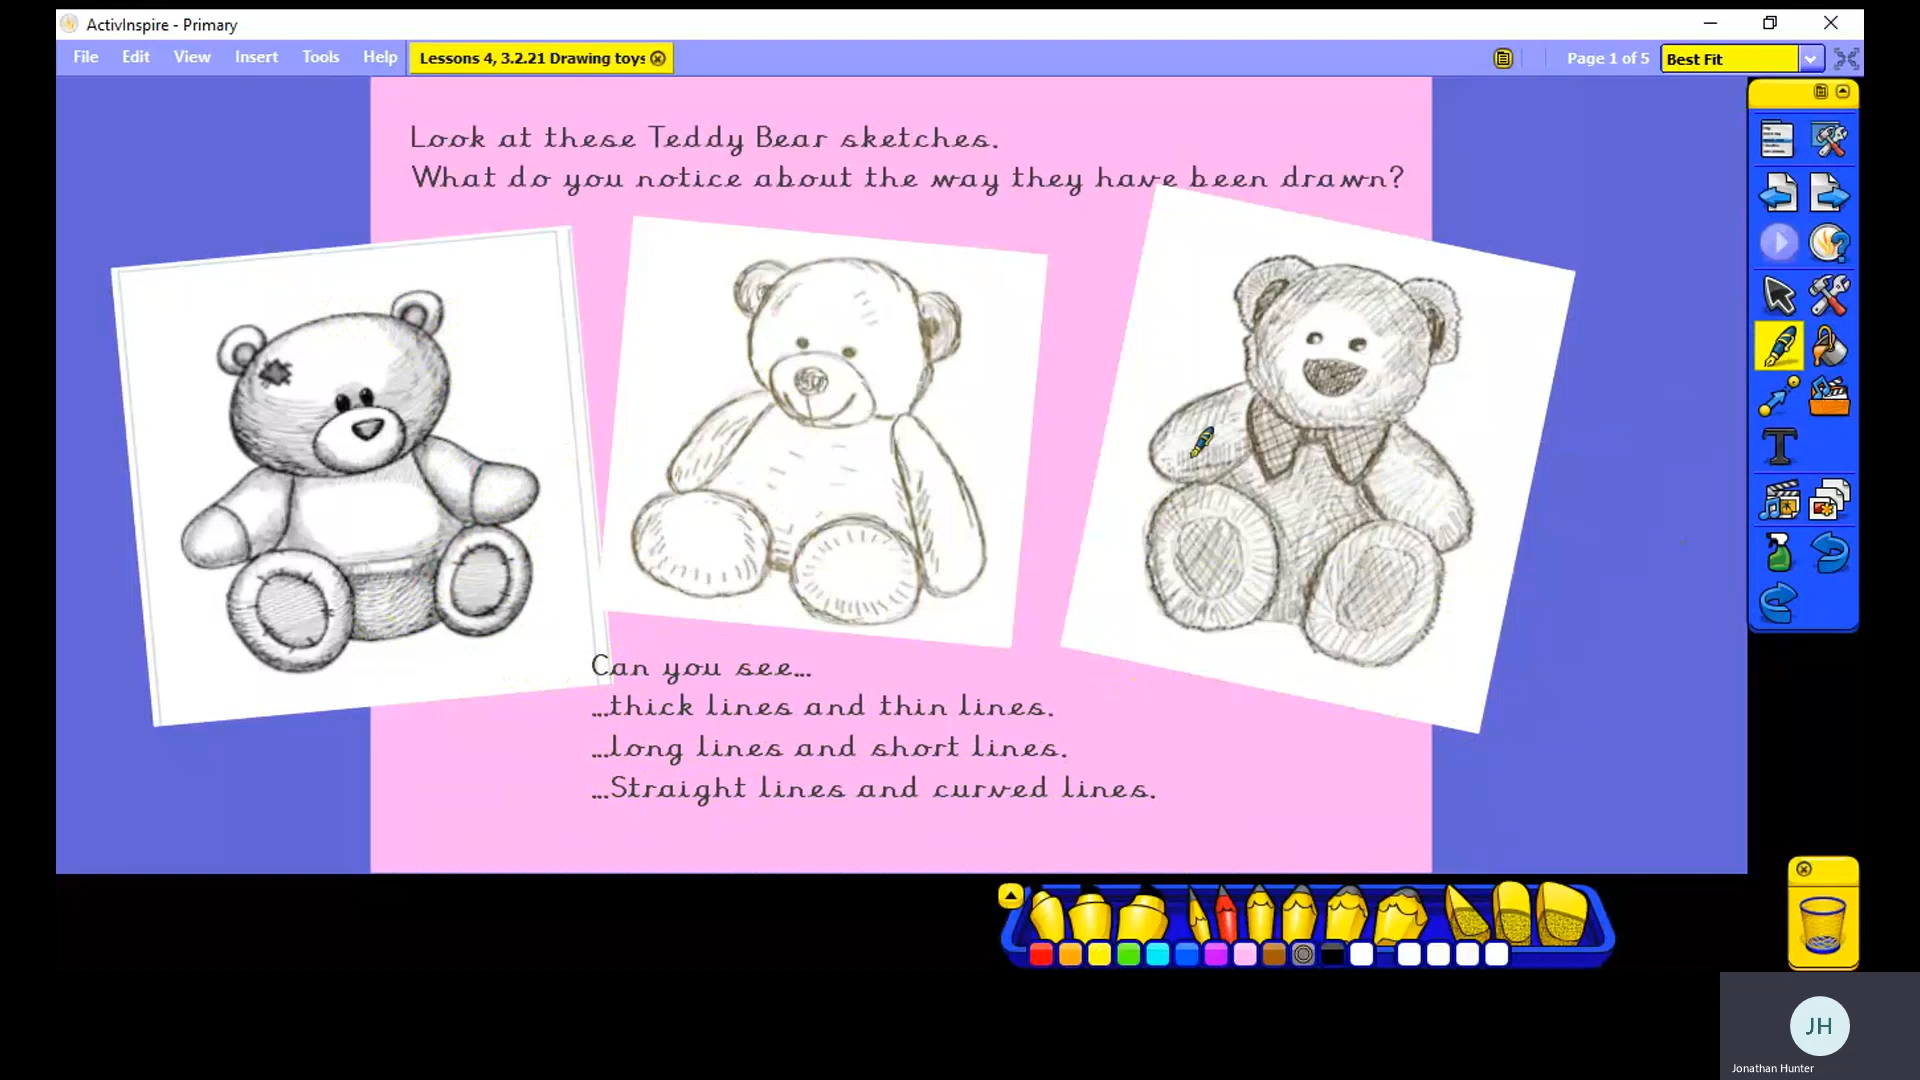 ActivInspire - Primary
File Edit View Insert Tools Help Lessons 4, 3.2.21 Drawing toys Page 1 of 5 Best Fit
Look at these Teddy Bear sketches.
What do you notice about the way they have been drawn?
Can you see...
...thick lines and thin lines.
...long lines and short lines.
...Straight lines and curved lines.
JH
Jonathan Hunter